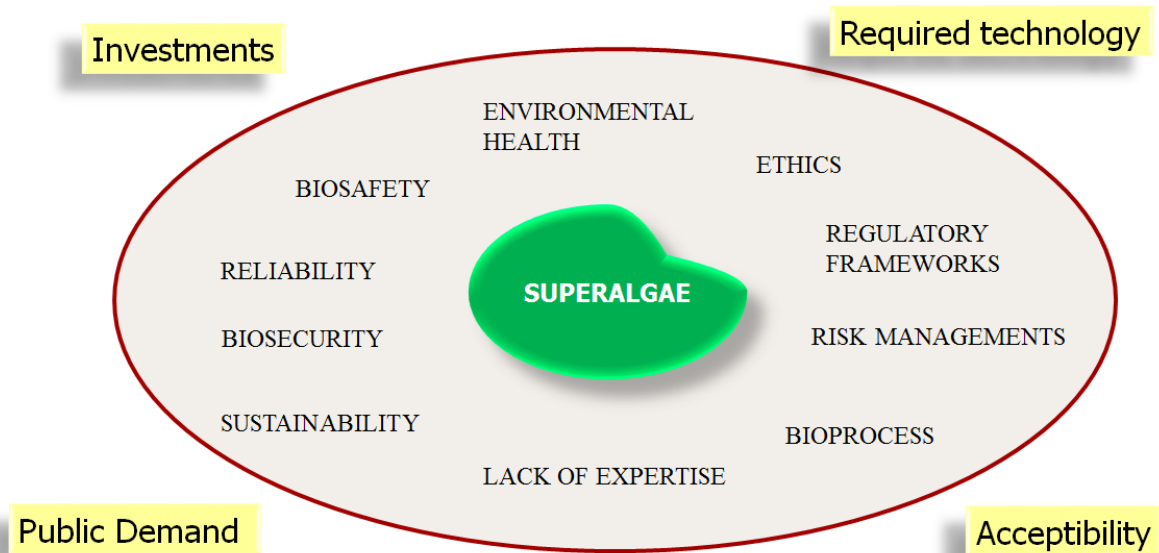 Investments
Required technology
ENVIRONMENTAL
HEALTH
ETHICS
BIOSAFETY
REGULATORY
FRAMEWORKS
RELIABILITY
SUPERALGAE
BIOSECURITY
RISK MANAGEMENTS
SUSTAINABILITY
BIOPROCESS
LACK OF EXPERTISE
Public Demand
Acceptibility